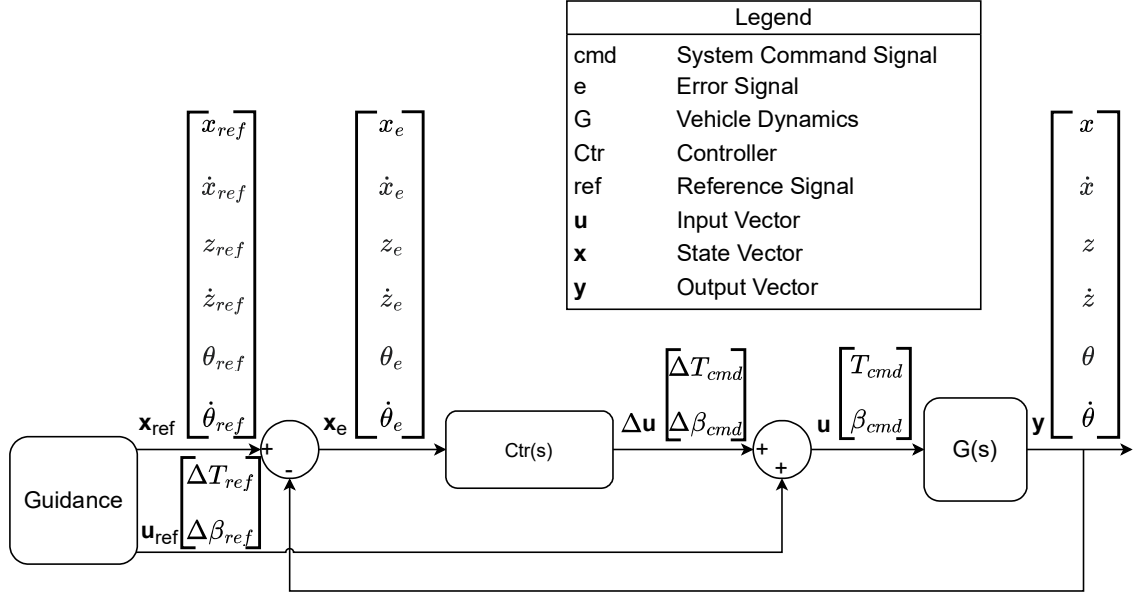 Legend
cmd System Command Signal
e Error Signal
G Vehicle Dynamics
Ctr Controller
ref Reference Signal
u Input Vector
x State Vector
y Output Vector
x_ref
ẋ_ref
z_ref
ż_ref
θ_ref
θ̇_ref
x_e
ẋ_e
z_e
ż_e
θ_e
θ̇_e
x
ẋ
z
ż
θ
θ̇
ΔT_cmd
Δβ_cmd
T_cmd
β_cmd
x_ref
x_e
Δu
u
y
+
-
Ctr(s)
+
+
G(s)
Guidance
ΔT_ref
Δβ_ref
u_ref